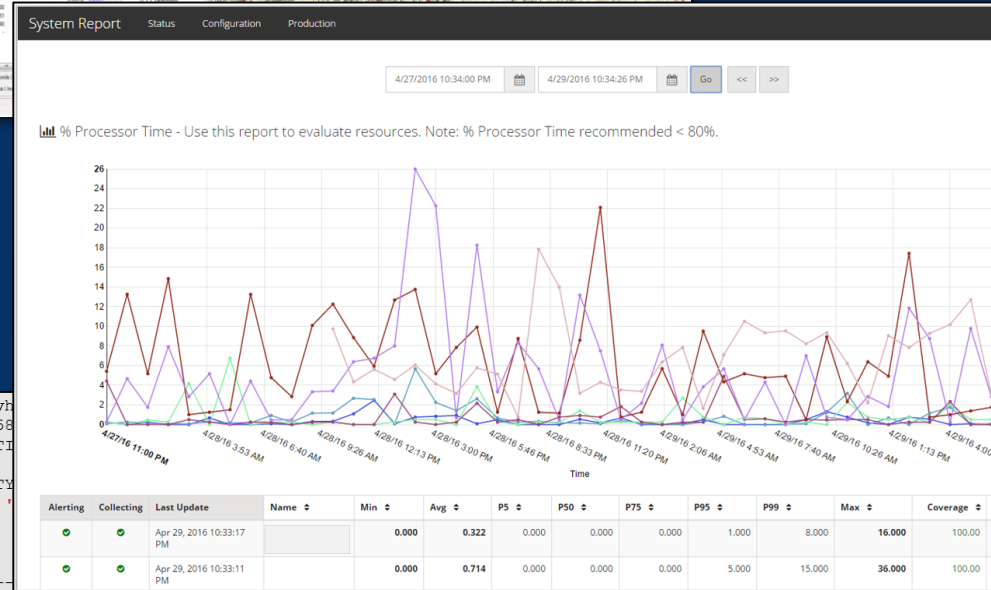 System Report Status Configuration Production
4/27/2016 10:34:00 PM 4/29/2016 10:34:26 PM Go << >>
% Processor Time - Use this report to evaluate resources. Note: % Processor Time recommended < 80%.
26
24
22
20
18
16
14
12
10
8
6
4
2
0
4/27/16 11:00 PM 4/28/16 3:53 AM 4/28/16 6:40 AM 4/28/16 9:26 AM 4/28/16 12:13 PM 4/28/16 3:00 PM 4/28/16 5:46 PM 4/28/16 8:33 PM 4/28/16 11:20 PM 4/29/16 2:06 AM 4/29/16 4:53 AM 4/29/16 7:40 AM 4/29/16 10:26 AM 4/29/16 1:13 PM 4/29/16 4:00
Time
Alerting Collecting Last Update Name Min Avg P5 P50 P75 P95 P99 Max Coverage
Apr 29, 2016 10:33:17 0.000 0.322 0.000 0.000 0.000 1.000 8.000 16.000 100.00
PM
Apr 29, 2016 10:33:11 0.000 0.714 0.000 0.000 0.000 5.000 15.000 36.000 100.00
PM